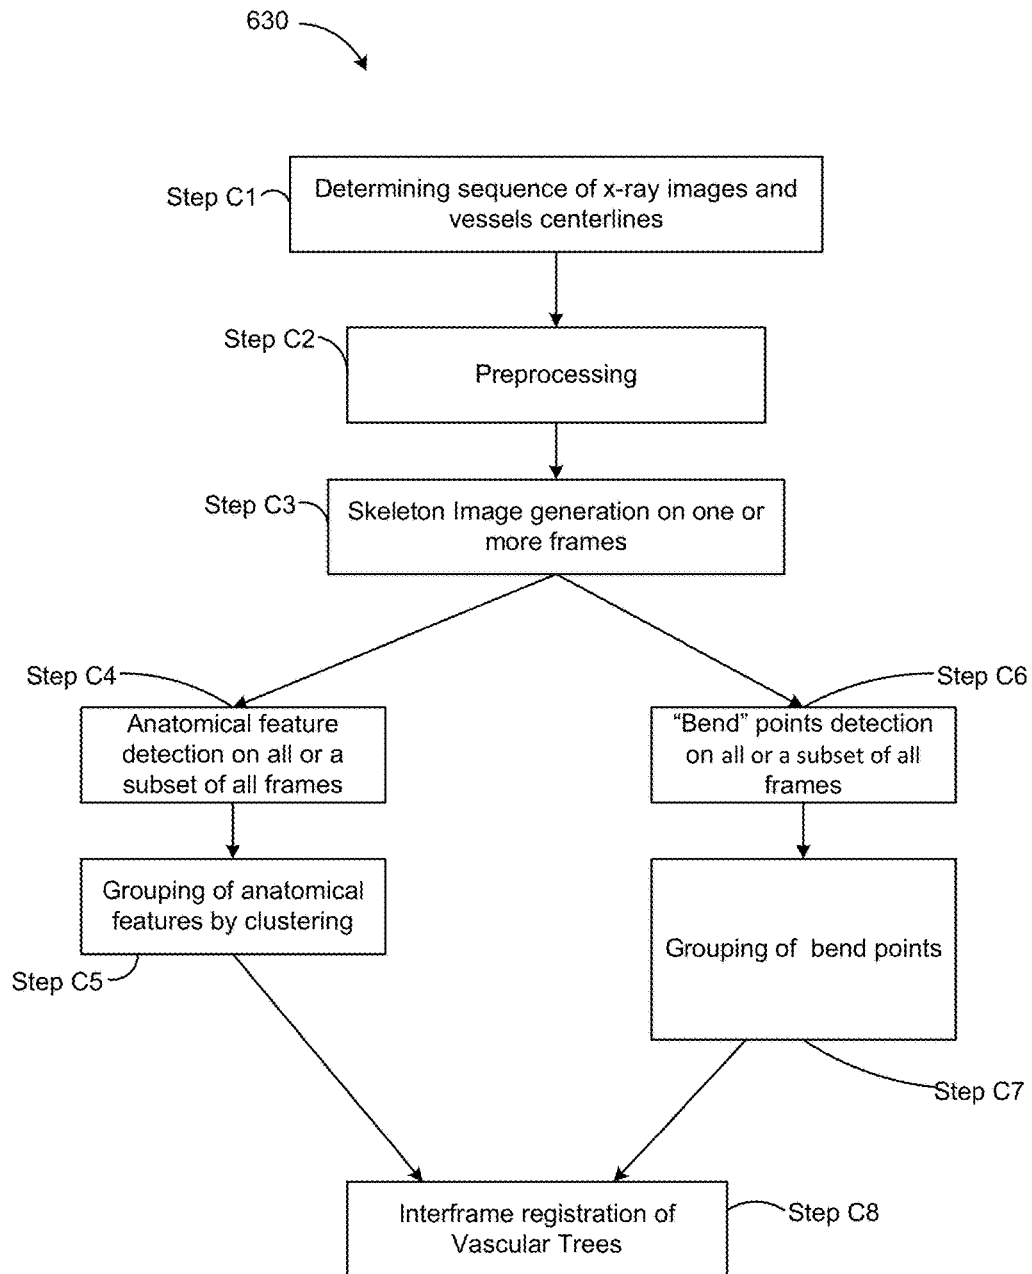 630
Step C1
Determining sequence of x-ray images and
vessels centerlines
Step C2
Preprocessing
Step C3
Skeleton Image generation on one or
more frames
Step C4
Anatomical feature
detection on all or a
subset of all frames
Step C6
“Bend” points detection
on all or a subset of all
frames
Grouping of anatomical
features by clustering
Step C5
Grouping of bend points
Step C7
Interframe registration of
Vascular Trees
Step C8